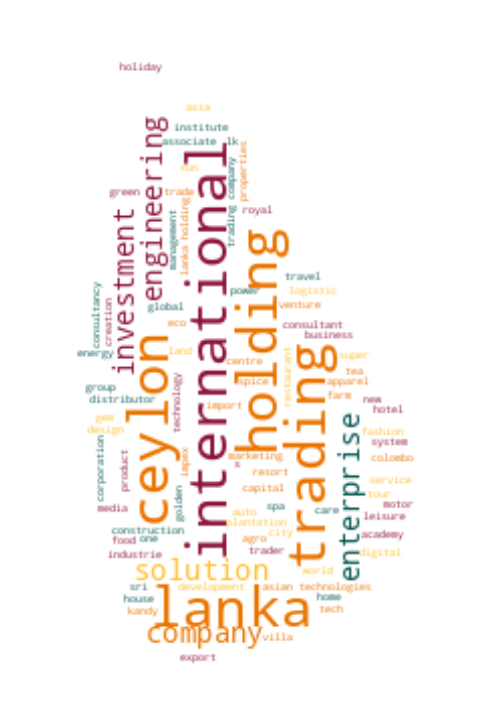 holiday
asia
institute
associate
lk
engineering
international
sun
company
properties
green
trade
lanka holding
management
trading
royal
investment
holding
travel
power
logistic
global
venture
consultancy
creation
eco
consultant
business
energy
ceylon
land
trading
centre
super
restaurant
tea
spice
apparel
group
technology
farm
new
distributor
import
hotel
gem
enterprise
design
fashion
system
marketing
colombo
corporation
product
impex
s
resort
service
capital
tour
golden
media
auto
spa
care
motor
leisure
plantation
construction
city
academy
food
one
agro
industrie
trader
digital
solution
world
sri
development
asian
technologies
house
lanka
home
kandy
tech
company
villa
export